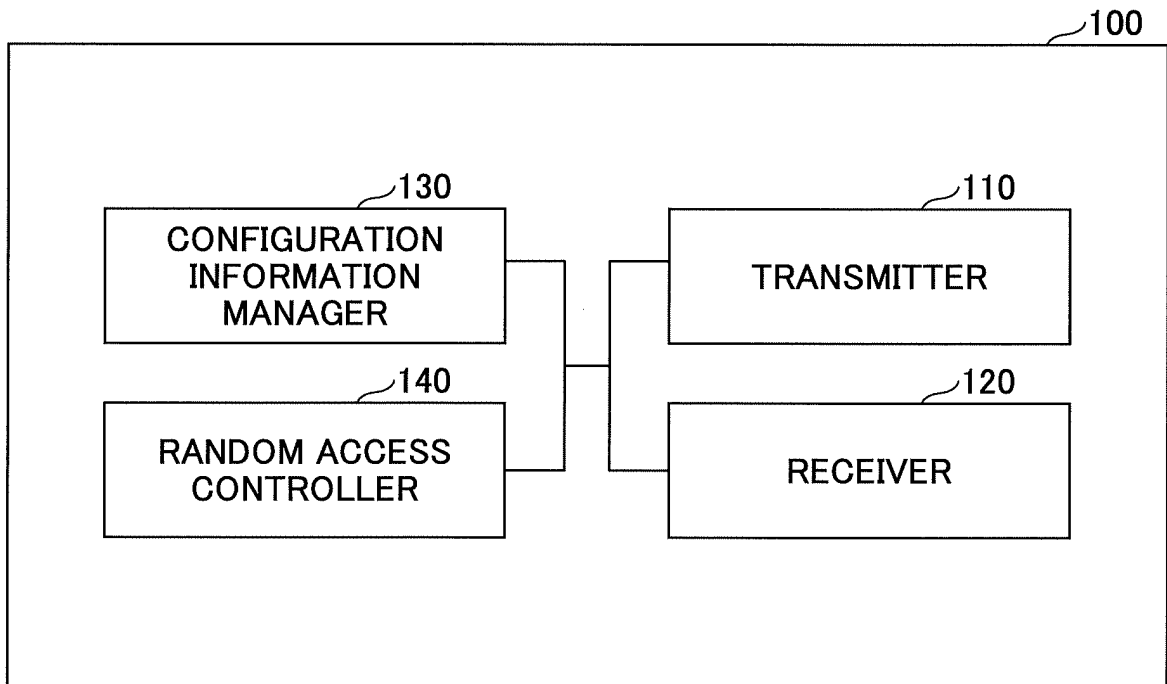 100
130
CONFIGURATION
INFORMATION
MANAGER
110
TRANSMITTER
140
RANDOM ACCESS
CONTROLLER
120
RECEIVER